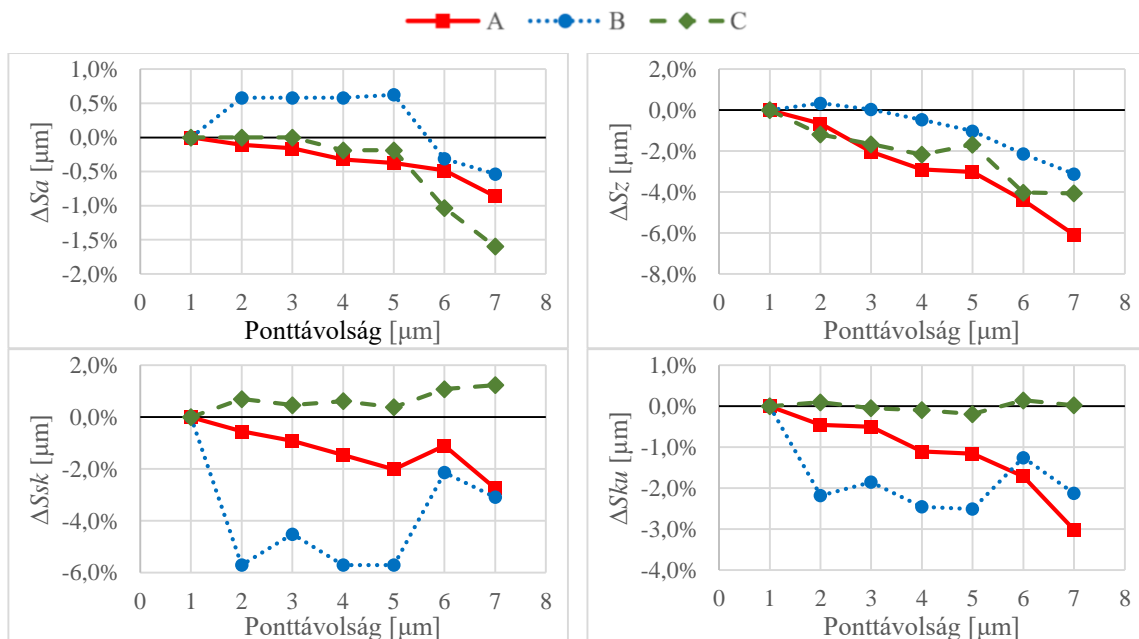 A B C
1,0%
0,5%
0,0%
-0,5%
-1,0%
-1,5%
-2,0%
ΔSa [μm]
0 1 2 3 4 5 6 7 8
Ponttávolság [μm]
2,0%
0,0%
-2,0%
-4,0%
-6,0%
-8,0%
ΔSz [μm]
0 1 2 3 4 5 6 7 8
Ponttávolság [μm]
2,0%
0,0%
-2,0%
-4,0%
-6,0%
ΔSsk [μm]
0 1 2 3 4 5 6 7 8
Ponttávolság [μm]
1,0%
0,0%
-1,0%
-2,0%
-3,0%
-4,0%
ΔSku [μm]
0 1 2 3 4 5 6 7 8
Ponttávolság [μm]